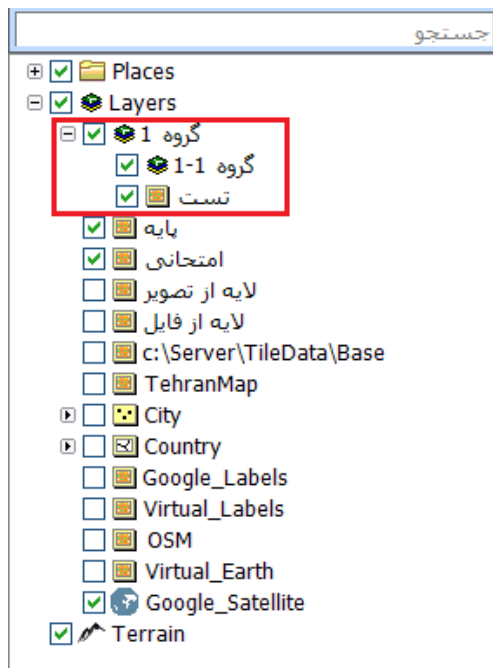 جستجو
Places
Layers
گروه 1
گروه 1-1
تست
پایه
امتحانی
لایه از تصویر
لایه از فایل
c:\Server\TileData\Base
TehranMap
City
Country
Google_Labels
Virtual_Labels
OSM
Virtual_Earth
Google_Satellite
Terrain